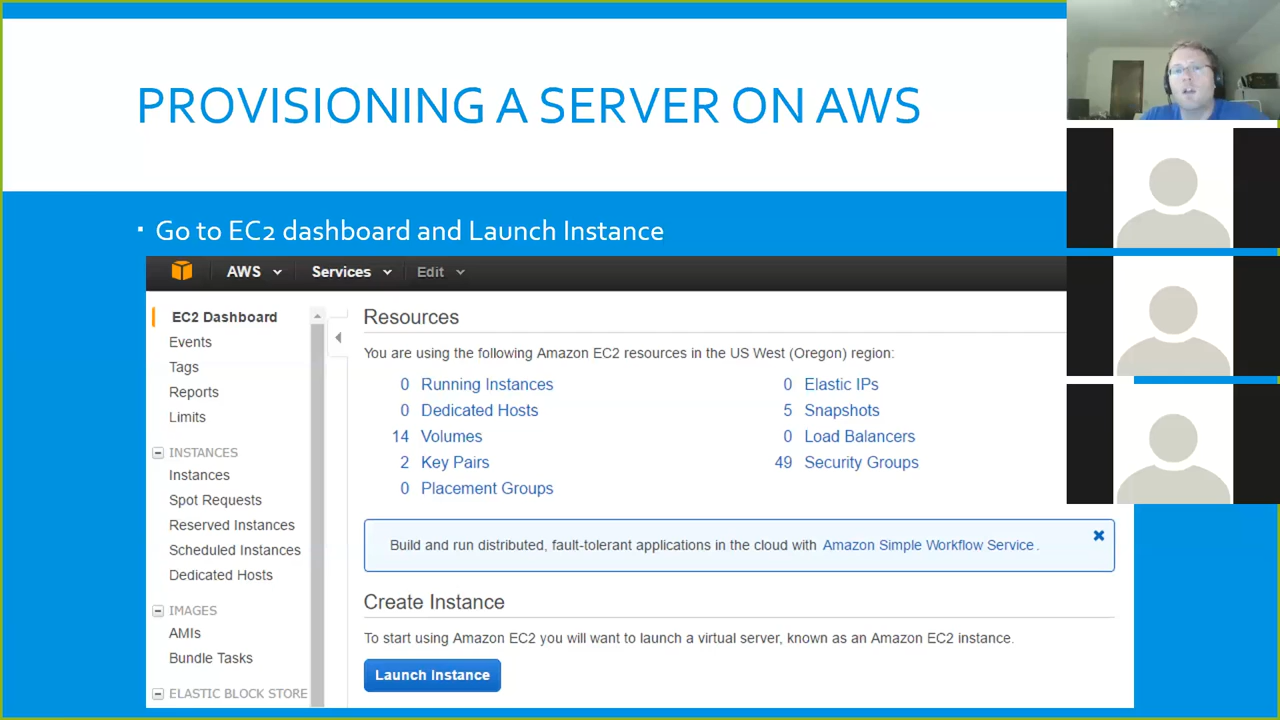 PROVISIONING A SERVER ON AWS
Go to EC2 dashboard and Launch Instance
AWS Services Edit
EC2 Dashboard
Events
Tags
Reports
Limits
INSTANCES
Instances
Spot Requests
Reserved Instances
Scheduled Instances
Dedicated Hosts
IMAGES
AMIs
Bundle Tasks
ELASTIC BLOCK STORE
Resources
You are using the following Amazon EC2 resources in the US West (Oregon) region:
0 Running Instances
0 Dedicated Hosts
14 Volumes
2 Key Pairs
0 Placement Groups
0 Elastic IPs
5 Snapshots
0 Load Balancers
49 Security Groups
Build and run distributed, fault-tolerant applications in the cloud with Amazon Simple Workflow Service.
Create Instance
To start using Amazon EC2 you will want to launch a virtual server, known as an Amazon EC2 instance.
Launch Instance